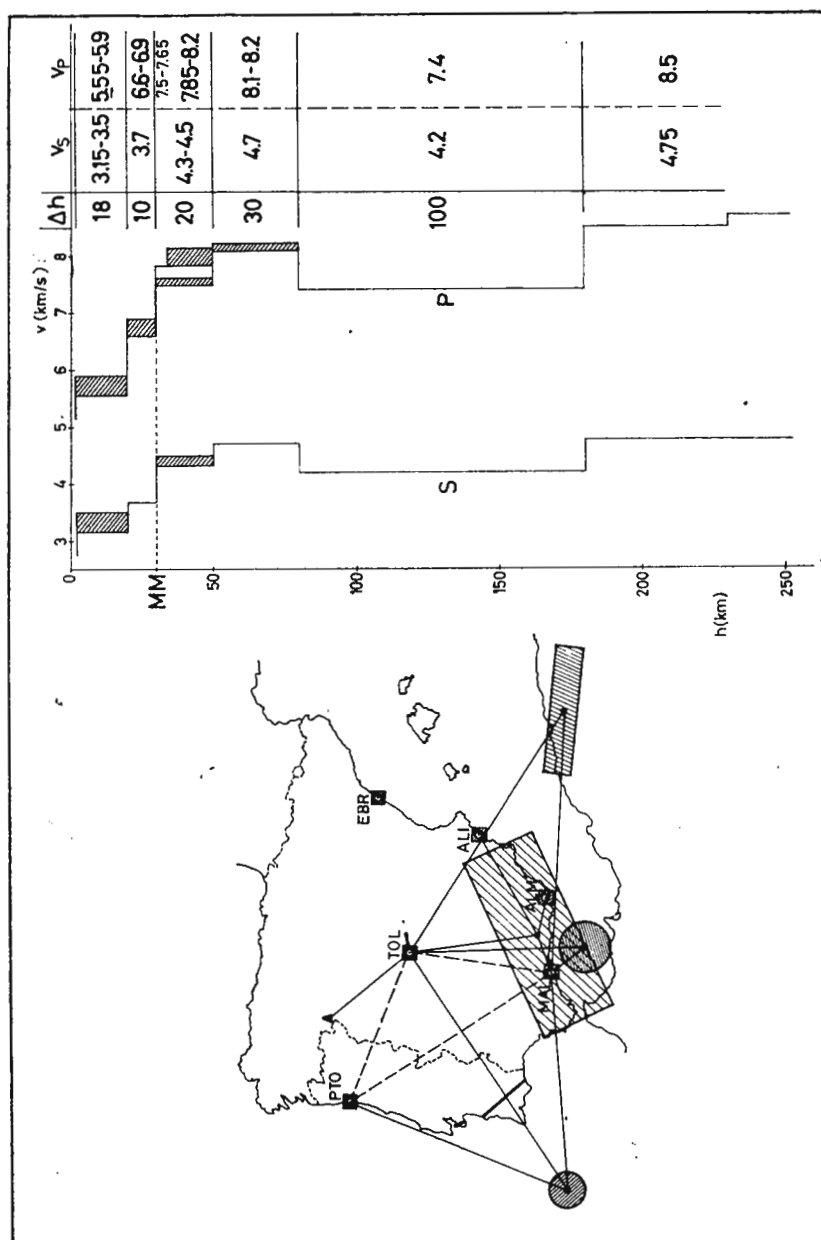 Δh | Vs | Vp
18 | 3.15-3.5 | 5.55-5.9
10 | 3.7 | 6.6-6.9
20 | 4.3-4.5 | 7.5-7.65
7.85-8.2
30 | 4.7 | 8.1-8.2
100 | 4.2 | 7.4
4.75 | 8.5
v (km/s) :
3 4 5 6 7 8
0
MM
50
100
150
200
250
h(km)
P
S
PTO
TOL
EBR
ALI
MAL